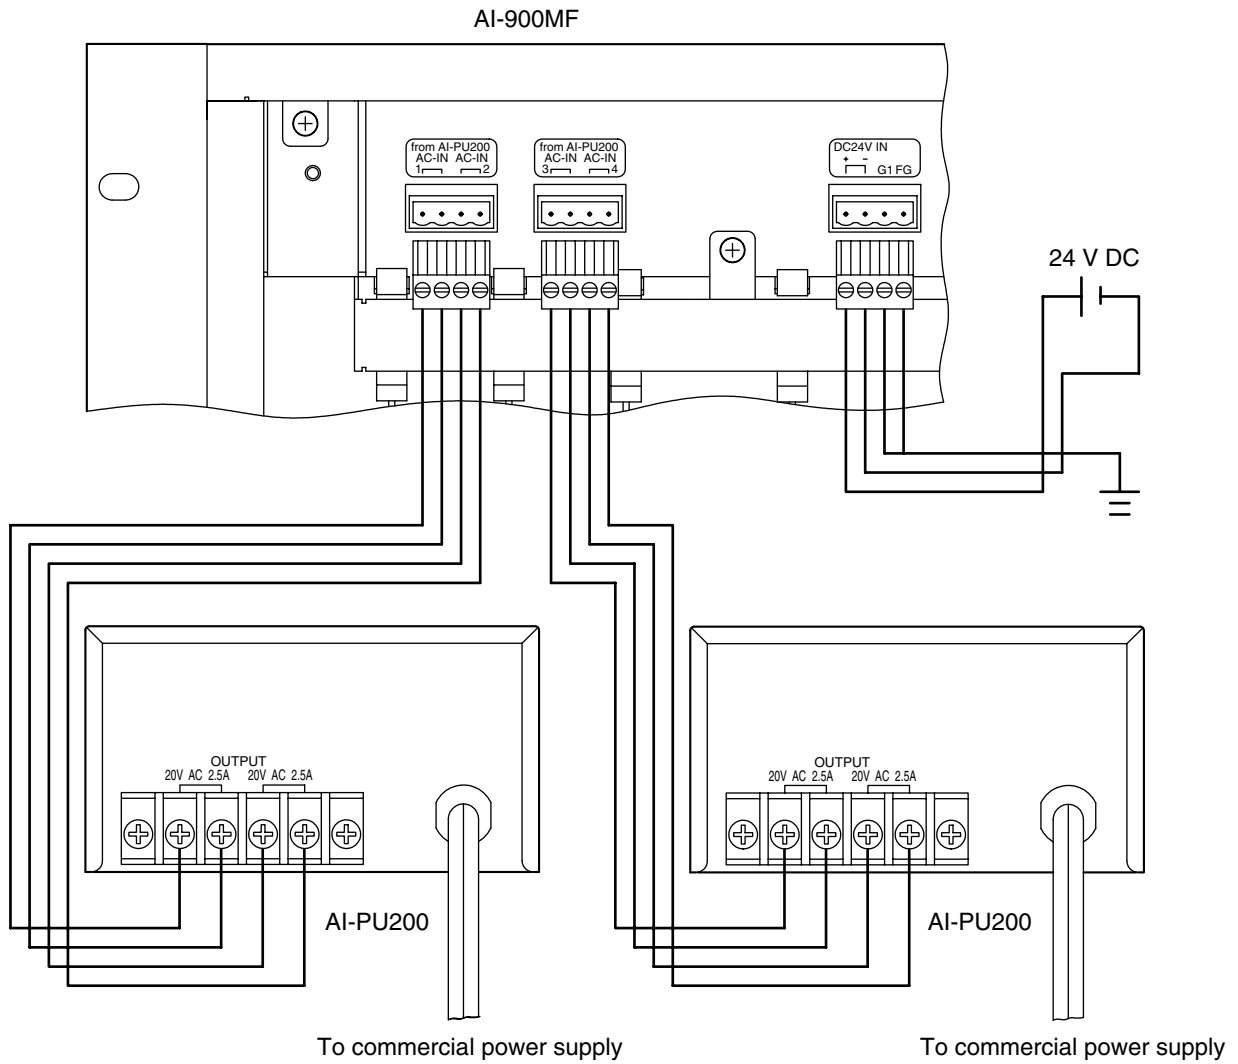 AI-900MF
from AI-PU200
AC-IN AC-IN
1 2
from AI-PU200
AC-IN AC-IN
3 4
DC24V IN
+ -
G1 FG
24 V DC
OUTPUT
20V AC 2.5A 20V AC 2.5A
OUTPUT
20V AC 2.5A 20V AC 2.5A
AI-PU200
AI-PU200
To commercial power supply
To commercial power supply